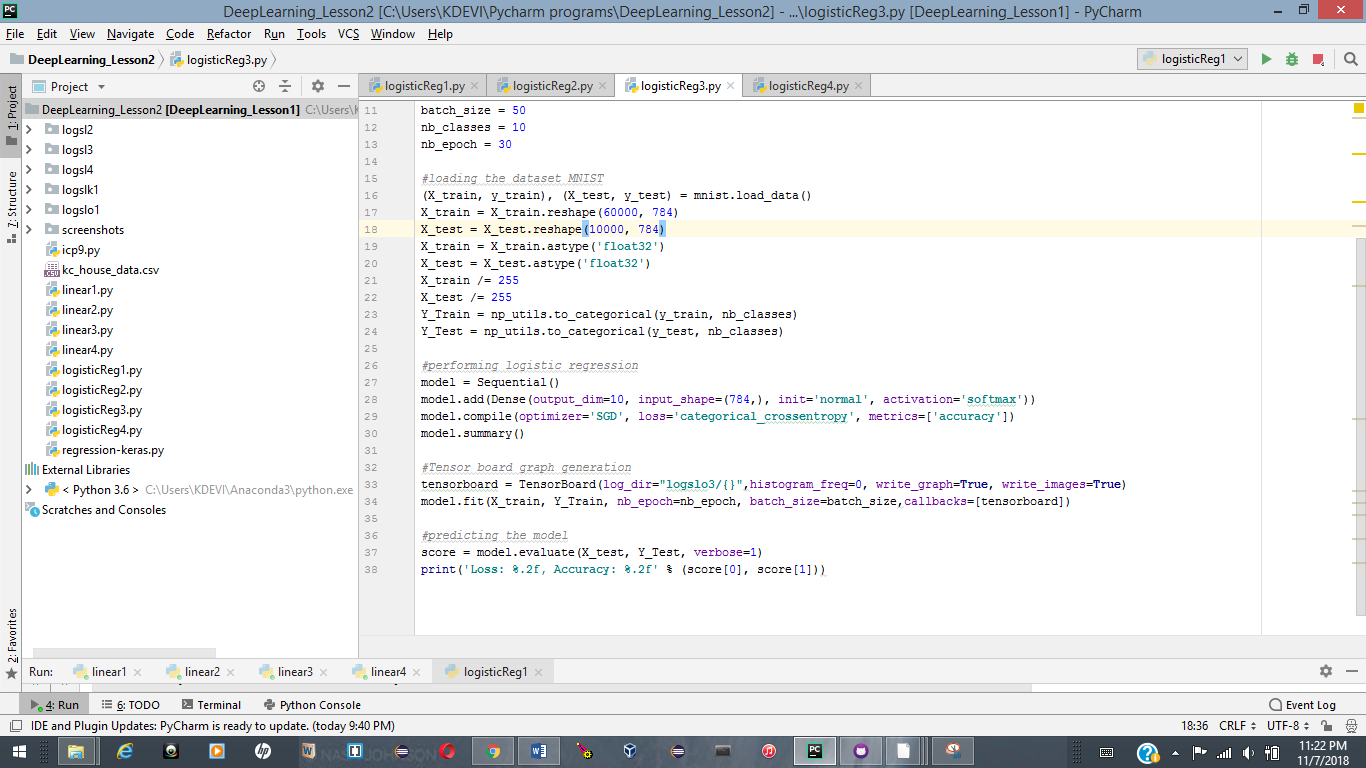 DeepLearning_Lesson2 [C:\Users\KDEVI\Pycharm programs\DeepLearning_Lesson2] - ...\logisticReg3.py [DeepLearning_Lesson1] - PyCharm
File Edit View Navigate Code Refactor Run Tools VCS Window Help
DeepLearning_Lesson2 logisticReg3.py logisticReg1
1: Project
7: Structure
2: Favorites
Project
DeepLearning_Lesson2 [DeepLearning_Lesson1] C:\Users\K
logsl2
logsl3
logsl4
logslk1
logslo1
screenshots
icp9.py
kc_house_data.csv
linear1.py
linear2.py
linear3.py
linear4.py
logisticReg1.py
logisticReg2.py
logisticReg3.py
logisticReg4.py
regression-keras.py
External Libraries
< Python 3.6 > C:\Users\KDEVI\Anaconda3\python.exe
Scratches and Consoles
logisticReg1.py logisticReg2.py logisticReg3.py logisticReg4.py
11 batch_size = 50
12 nb_classes = 10
13 nb_epoch = 30
14
15 #loading the dataset MNIST
16 (X_train, y_train), (X_test, y_test) = mnist.load_data()
17 X_train = X_train.reshape(60000, 784)
18 X_test = X_test.reshape(10000, 784)
19 X_train = X_train.astype('float32')
20 X_test = X_test.astype('float32')
21 X_train /= 255
22 X_test /= 255
23 Y_Train = np_utils.to_categorical(y_train, nb_classes)
24 Y_Test = np_utils.to_categorical(y_test, nb_classes)
25
26 #performing logistic regression
27 model = Sequential()
28 model.add(Dense(output_dim=10, input_shape=(784,), init='normal', activation='softmax'))
29 model.compile(optimizer='SGD', loss='categorical_crossentropy', metrics=['accuracy'])
30 model.summary()
31
32 #Tensor board graph generation
33 tensorboard = TensorBoard(log_dir="logslo3/{}",histogram_freq=0, write_graph=True, write_images=True)
34 model.fit(X_train, Y_Train, nb_epoch=nb_epoch, batch_size=batch_size,callbacks=[tensorboard])
35
36 #predicting the model
37 score = model.evaluate(X_test, Y_Test, verbose=1)
38 print('Loss: %.2f, Accuracy: %.2f' % (score[0], score[1]))
Run: linear1 linear2 linear3 linear4 logisticReg1
4: Run 6: TODO Terminal Python Console Event Log
IDE and Plugin Updates: PyCharm is ready to update. (today 9:40 PM) 18:36 CRLF UTF-8
11:22 PM
11/7/2018